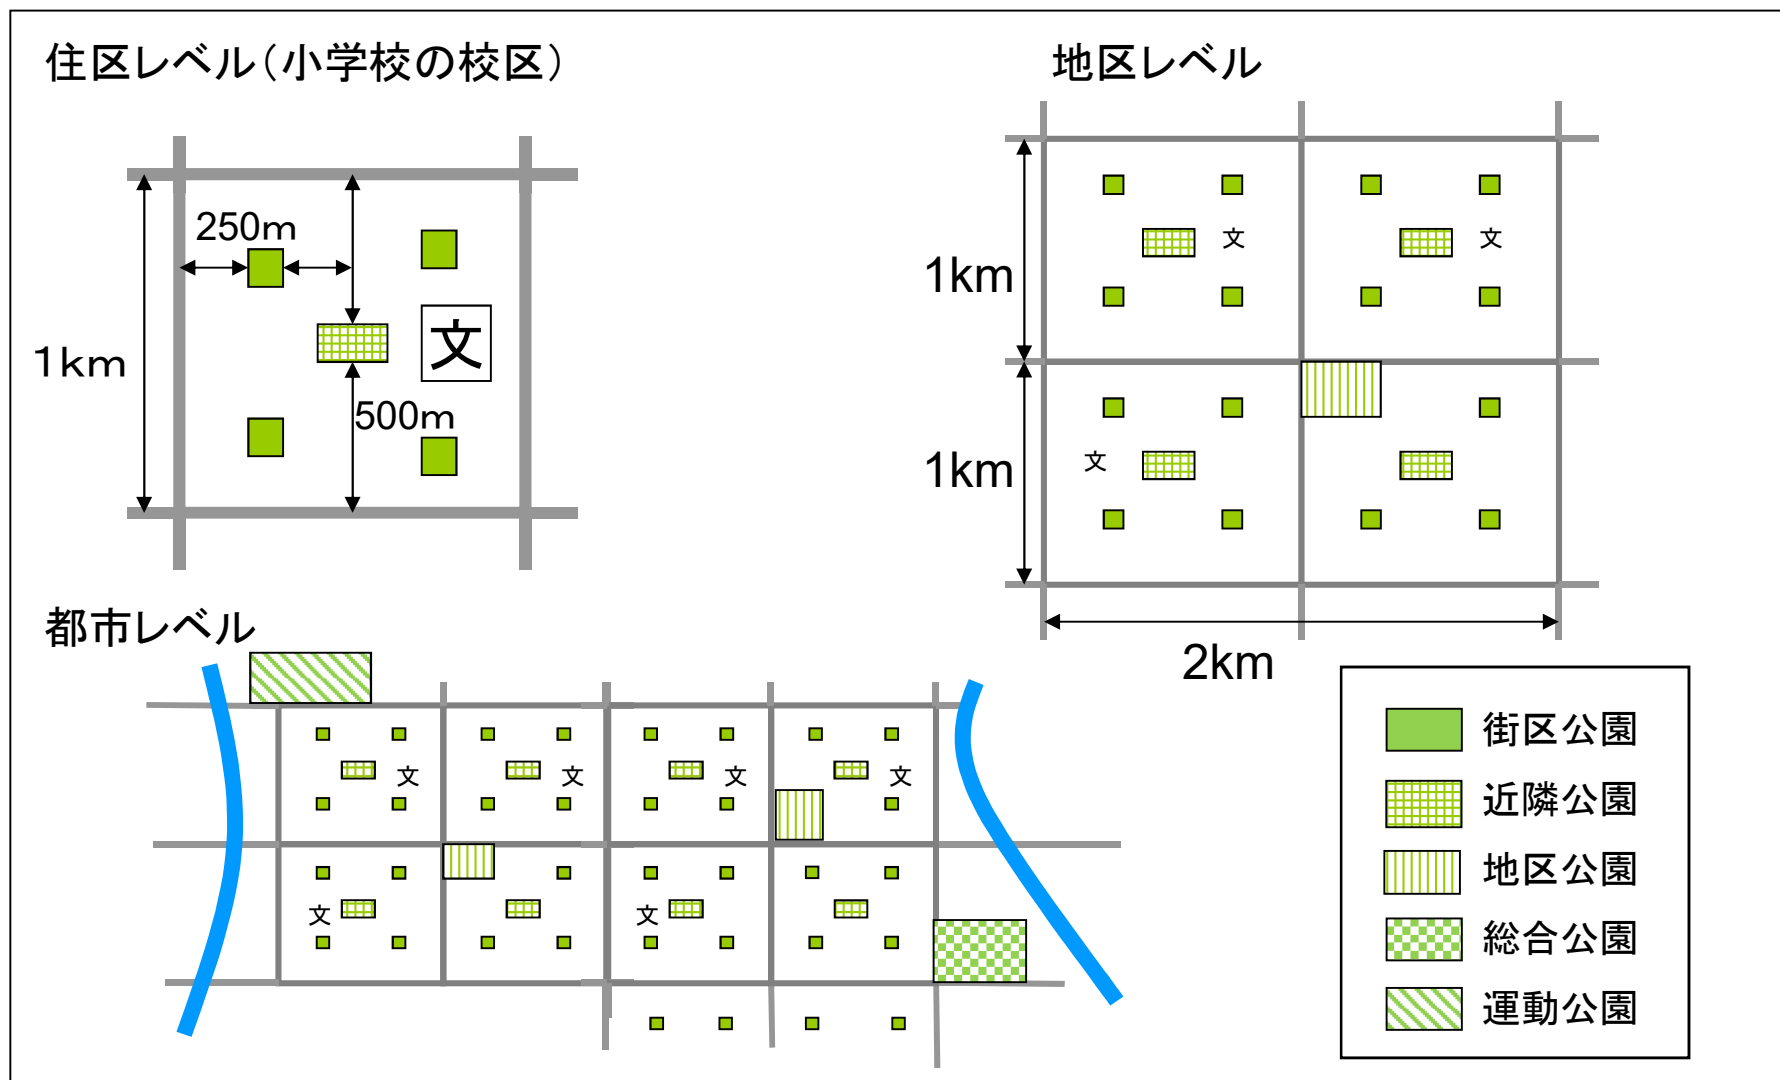 住区レベル(小学校の校区)
250m
1km
文
500m
地区レベル
文
文
1km
1km
文
2km
都市レベル
文
文
文
文
文
文
街区公園
近隣公園
地区公園
総合公園
運動公園